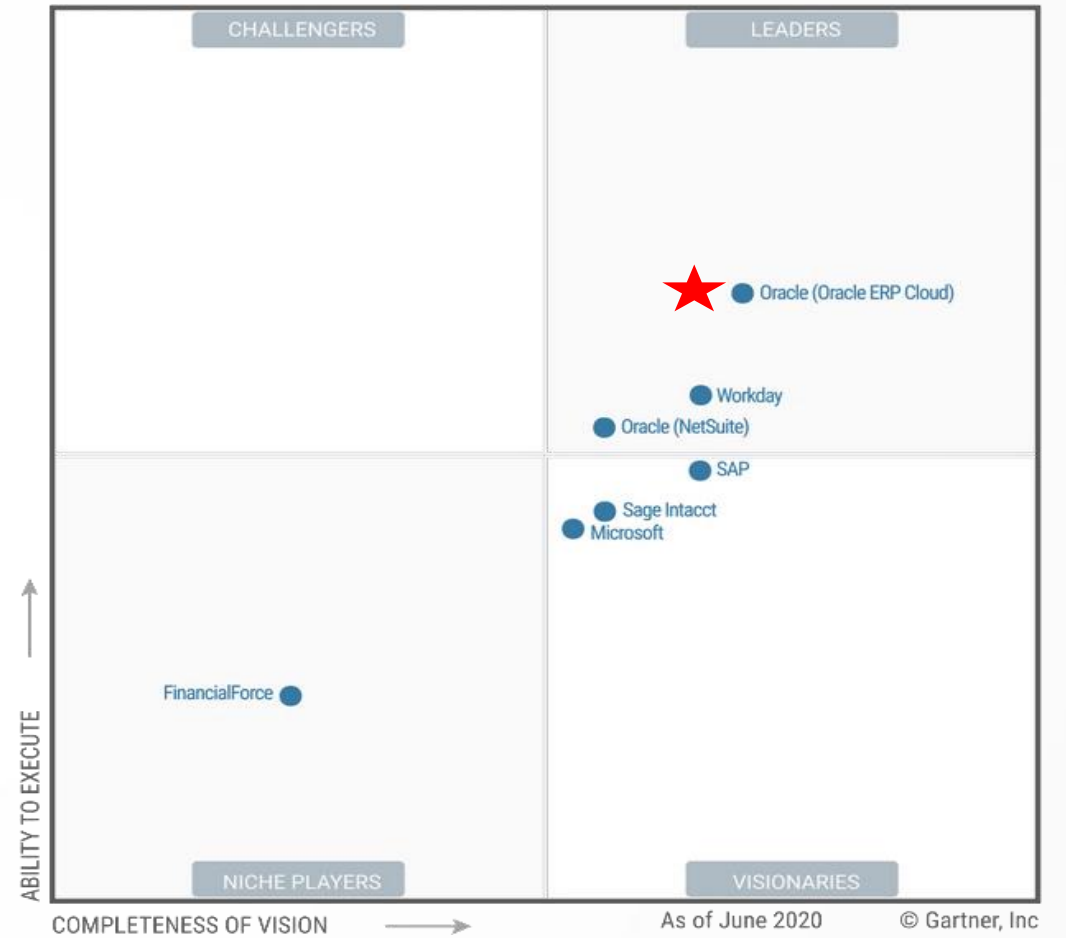 CHALLENGERS
LEADERS
Oracle (Oracle ERP Cloud)
Workday
Oracle (NetSuite)
SAP
Sage Intacct
Microsoft
FinancialForce
ABILITY TO EXECUTE
NICHE PLAYERS
VISIONARIES
COMPLETENESS OF VISION
As of June 2020
© Gartner, Inc